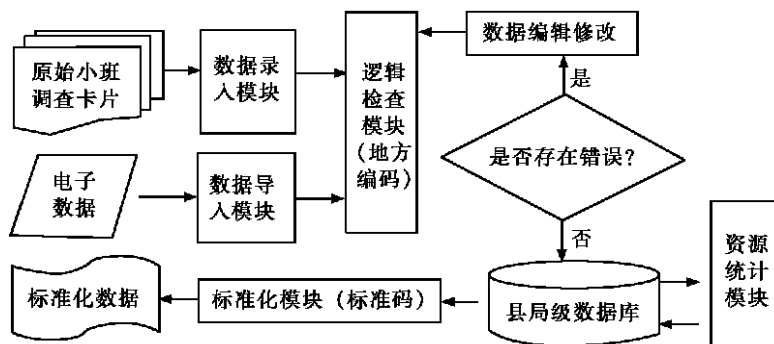 原始小班
调查卡片
数据录
入模块
逻辑
检查
模块
(地方
编码)
数据编辑修改
是
是否存在错误?
否
电子
数据
数据导
入模块
资源
统计
模块
标准化数据
标准化模块(标准码)
县局级数据库